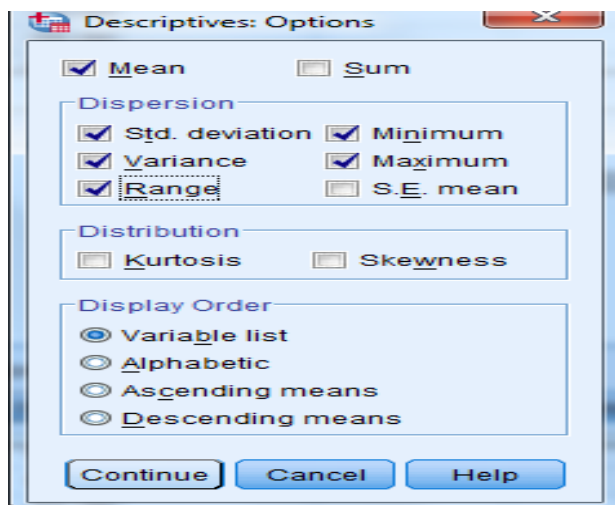 Descriptives: Options
Mean Sum
Dispersion
Std. deviation Minimum
Variance Maximum
Range S.E. mean
Distribution
Kurtosis Skewness
Display Order
Variable list
Alphabetic
Ascending means
Descending means
Continue Cancel Help